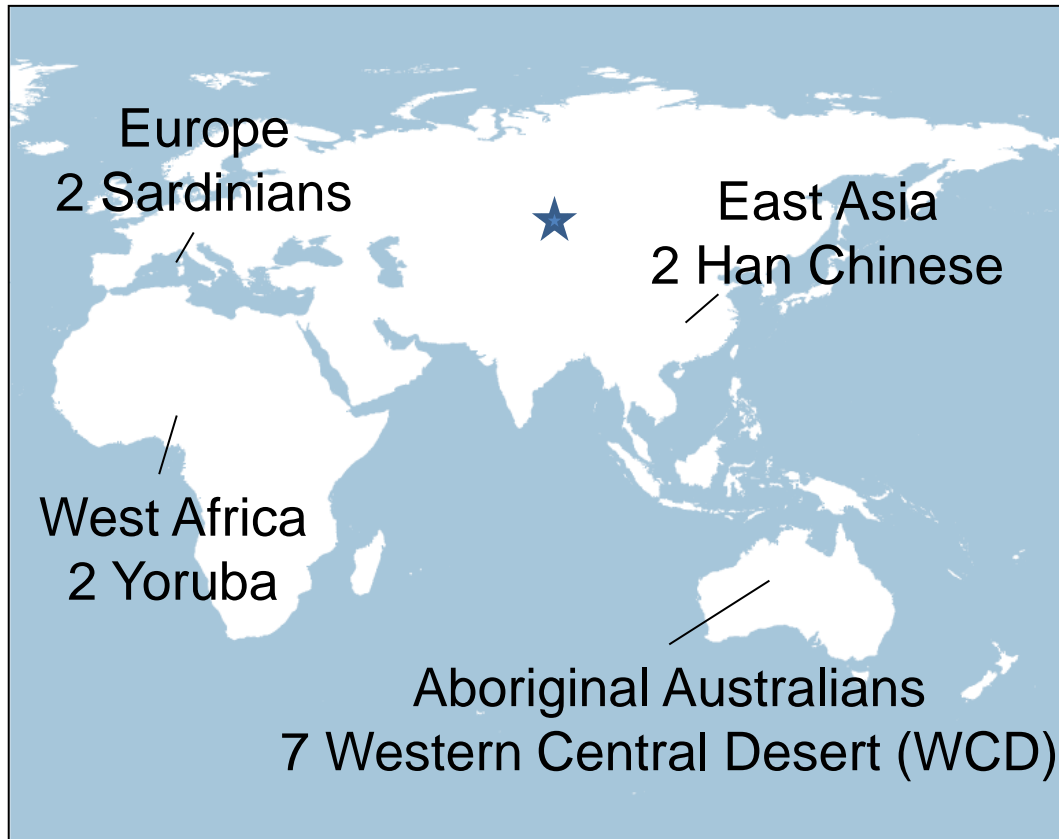 Europe
2 Sardinians
East Asia
2 Han Chinese
West Africa
2 Yoruba
Aboriginal Australians
7 Western Central Desert (WCD)